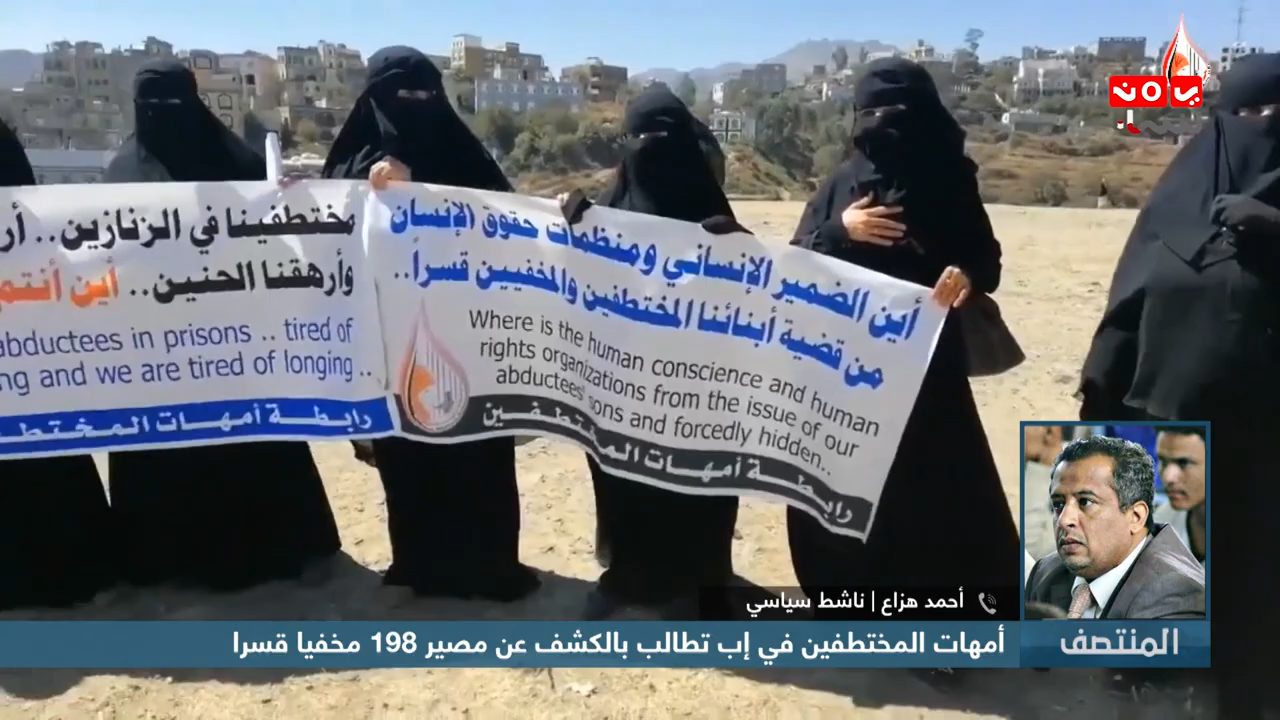 يمن
شباب
مختطفينا في الزنازين.. أر
وأرهقنا الحنين.. أين أنتم
abductees in prisons .. tired of
ng and we are tired of longing ..
رابطة أمهات المختط
أين الضمير الإنساني ومنظمات حقوق الإنسان
من قضية أبنائنا المختطفين والمخفيين قسراً..
Where is the human conscience and human
rights organizations from the issue of our
abductees' sons and forcedly hidden..
رابطة أمهات المختطفين
أحمد هزاع | ناشط سياسي
المنتصف
أمهات المختطفين في إب تطالب بالكشف عن مصير 198 مخفيا قسرا